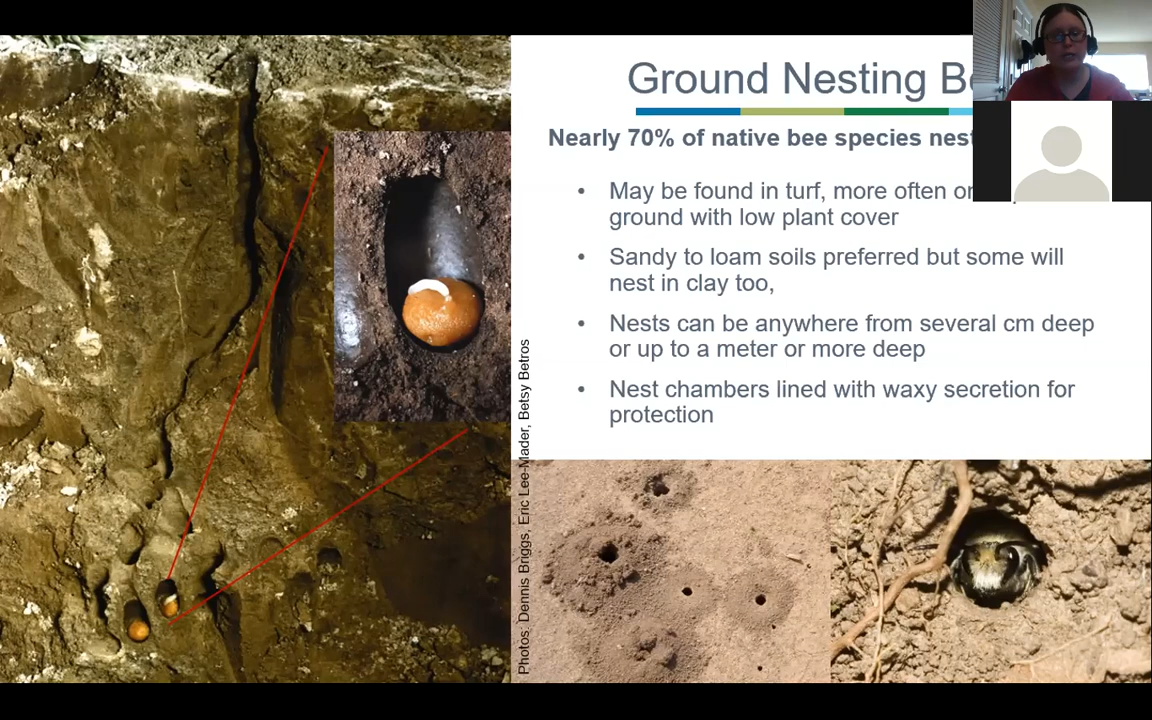 Ground Nesting B
Nearly 70% of native bee species nest
May be found in turf, more often on
ground with low plant cover
Sandy to loam soils preferred but some will
nest in clay too,
Nests can be anywhere from several cm deep
or up to a meter or more deep
Nest chambers lined with waxy secretion for
protection
Photos: Dennis Briggs, Eric Lee-Mader, Betsy Betros